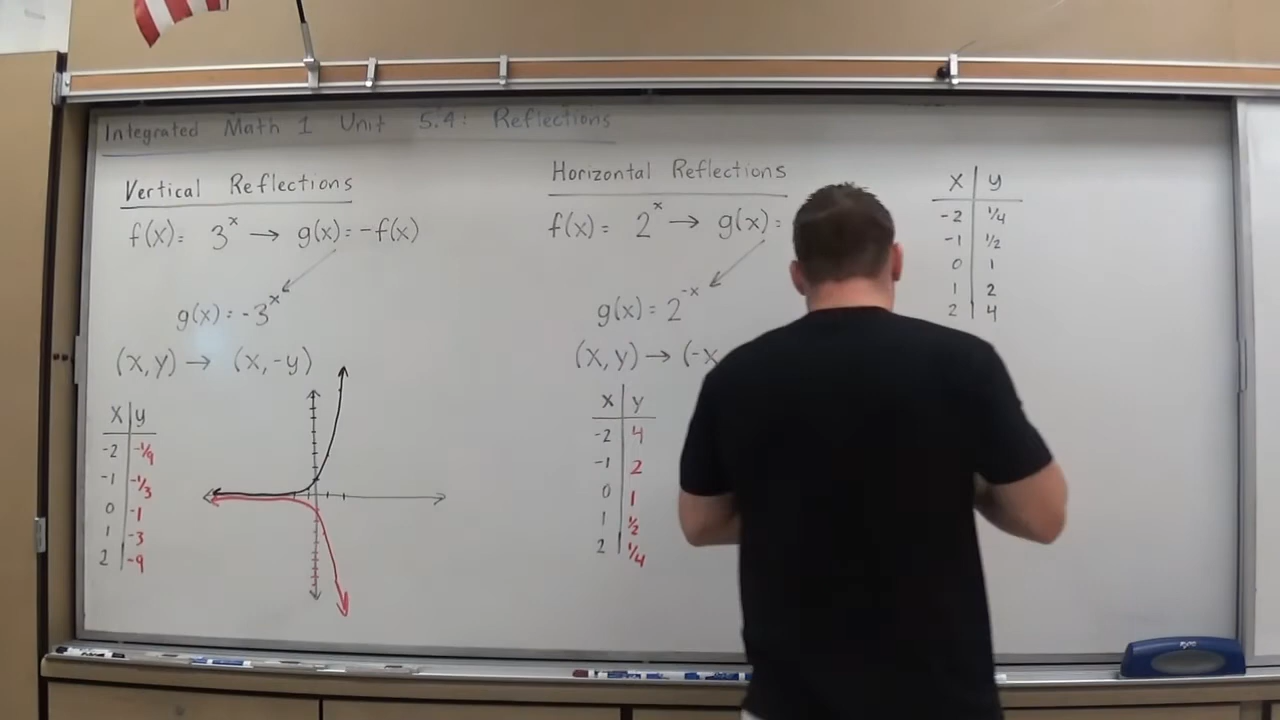 Integrated Math 1 Unit 5.4: Reflections
Vertical Reflections
f(x)= 3^x → g(x)=-f(x)
g(x)=-3^x
(x,y)→ (x,-y)
x | y
-2 | -1/9
-1 | -1/3
0 | -1
1 | -3
2 | -9
Horizontal Reflections
f(x)= 2^x → g(x)=
g(x)=2^-x
(x,y)→(-x
x | y
-2 | 4
-1 | 2
0 | 1
1 | 1/2
2 | 1/4
x | y
-2 | 1/4
-1 | 1/2
0 | 1
1 | 2
2 | 4
EXPO